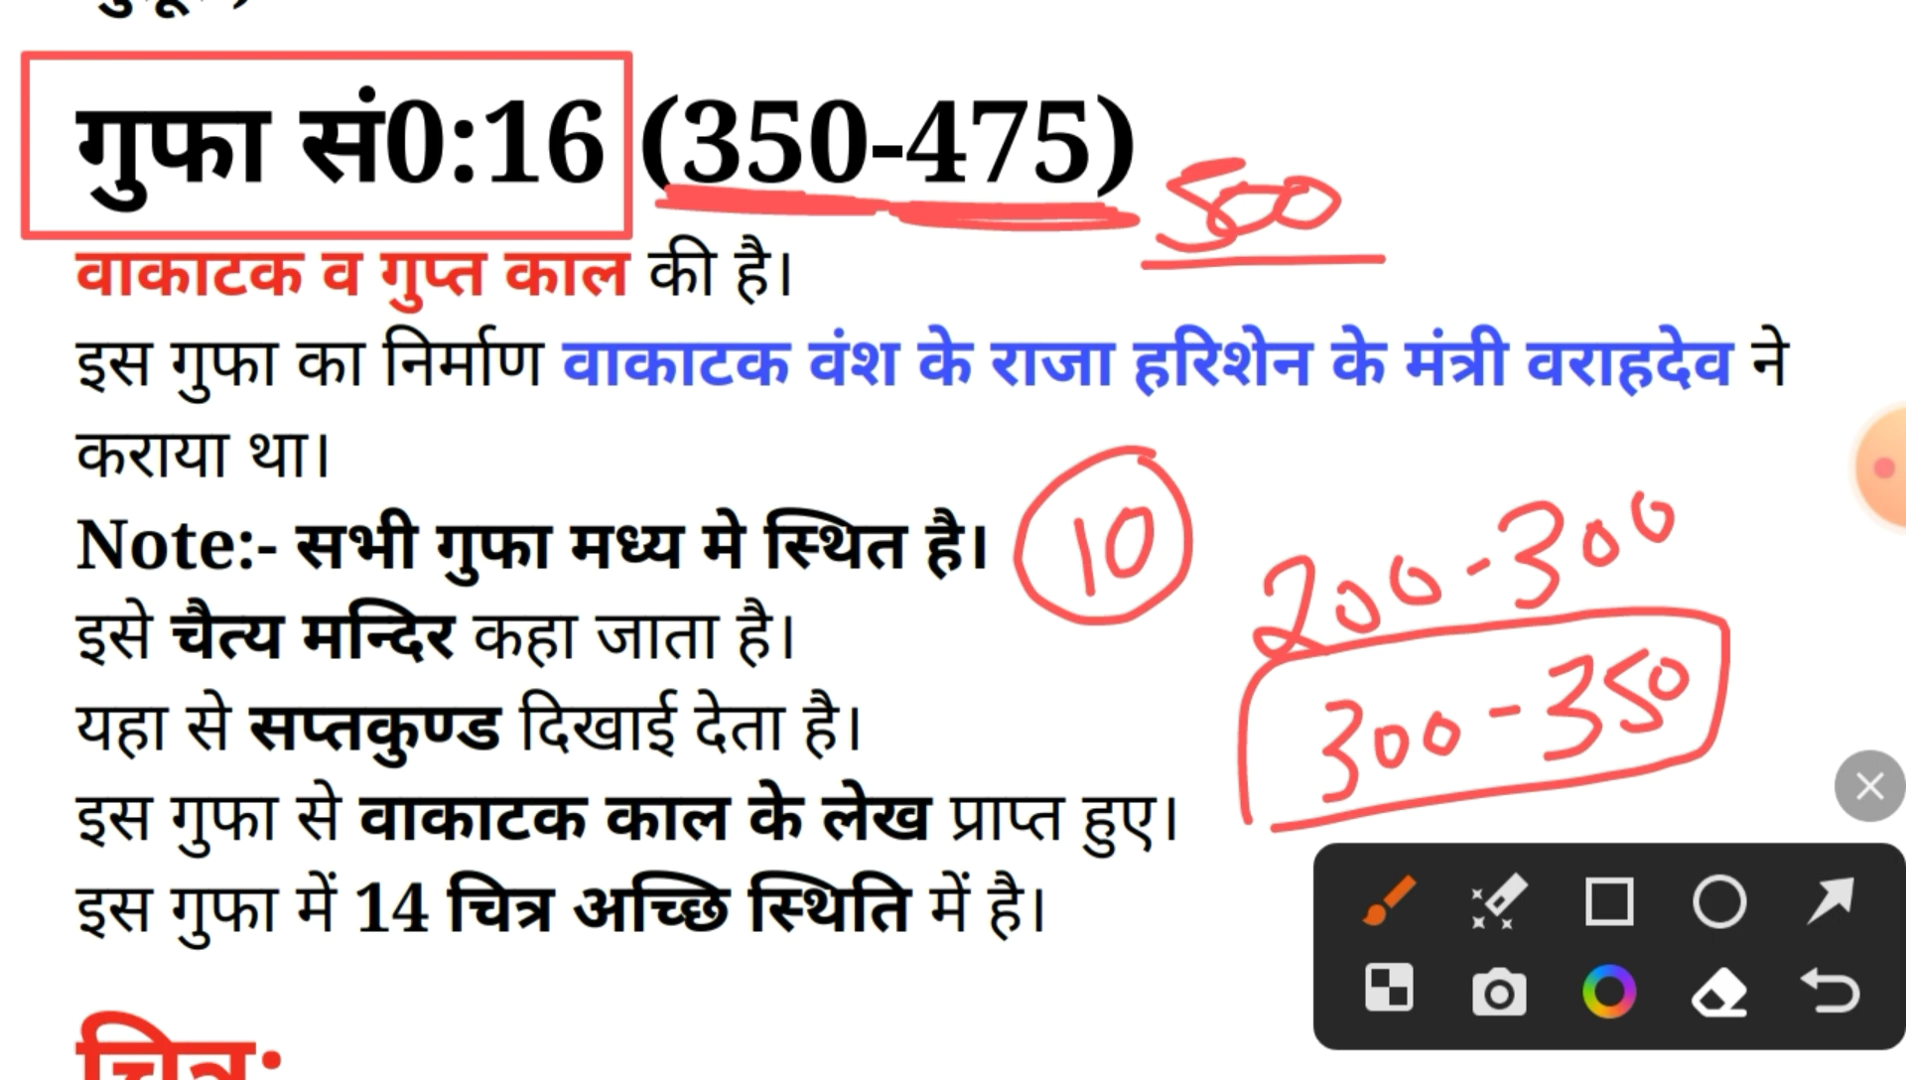 गुफा सं0:16 (350-475)
500
वाकाटक व गुप्त काल की है।
इस गुफा का निर्माण वाकाटक वंश के राजा हरिशेन के मंत्री वराहदेव ने
कराया था।
Note:- सभी गुफा मध्य मे स्थित है।
10
200-300
इसे चैत्य मन्दिर कहा जाता है।
300-350
यहा से सप्तकुण्ड दिखाई देता है।
इस गुफा से वाकाटक काल के लेख प्राप्त हुए।
इस गुफा में 14 चित्र अच्छि स्थिति में है।
चित्र: